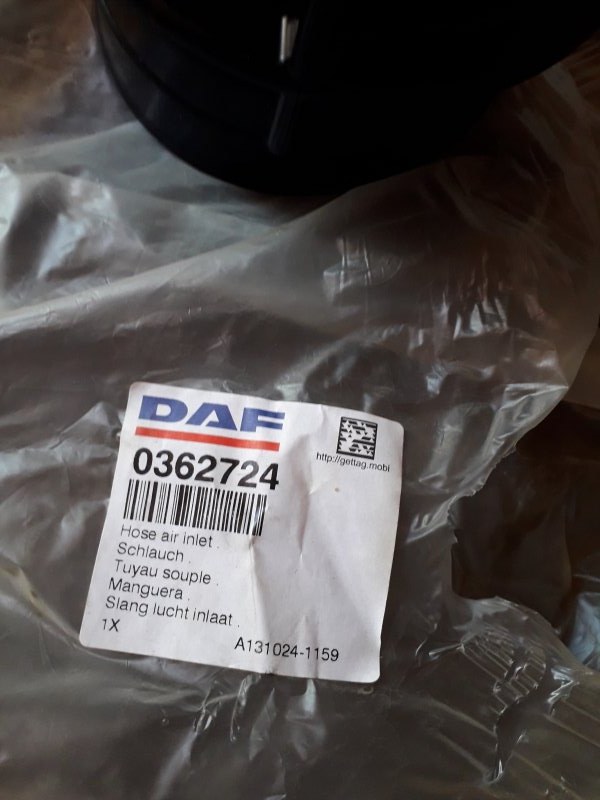 DAF
http://gettag.mobi
0362724
Hose air inlet .
Schlauch .
Tuyau souple .
Manguera .
Slang lucht inlaat .
1X
A131024-1159